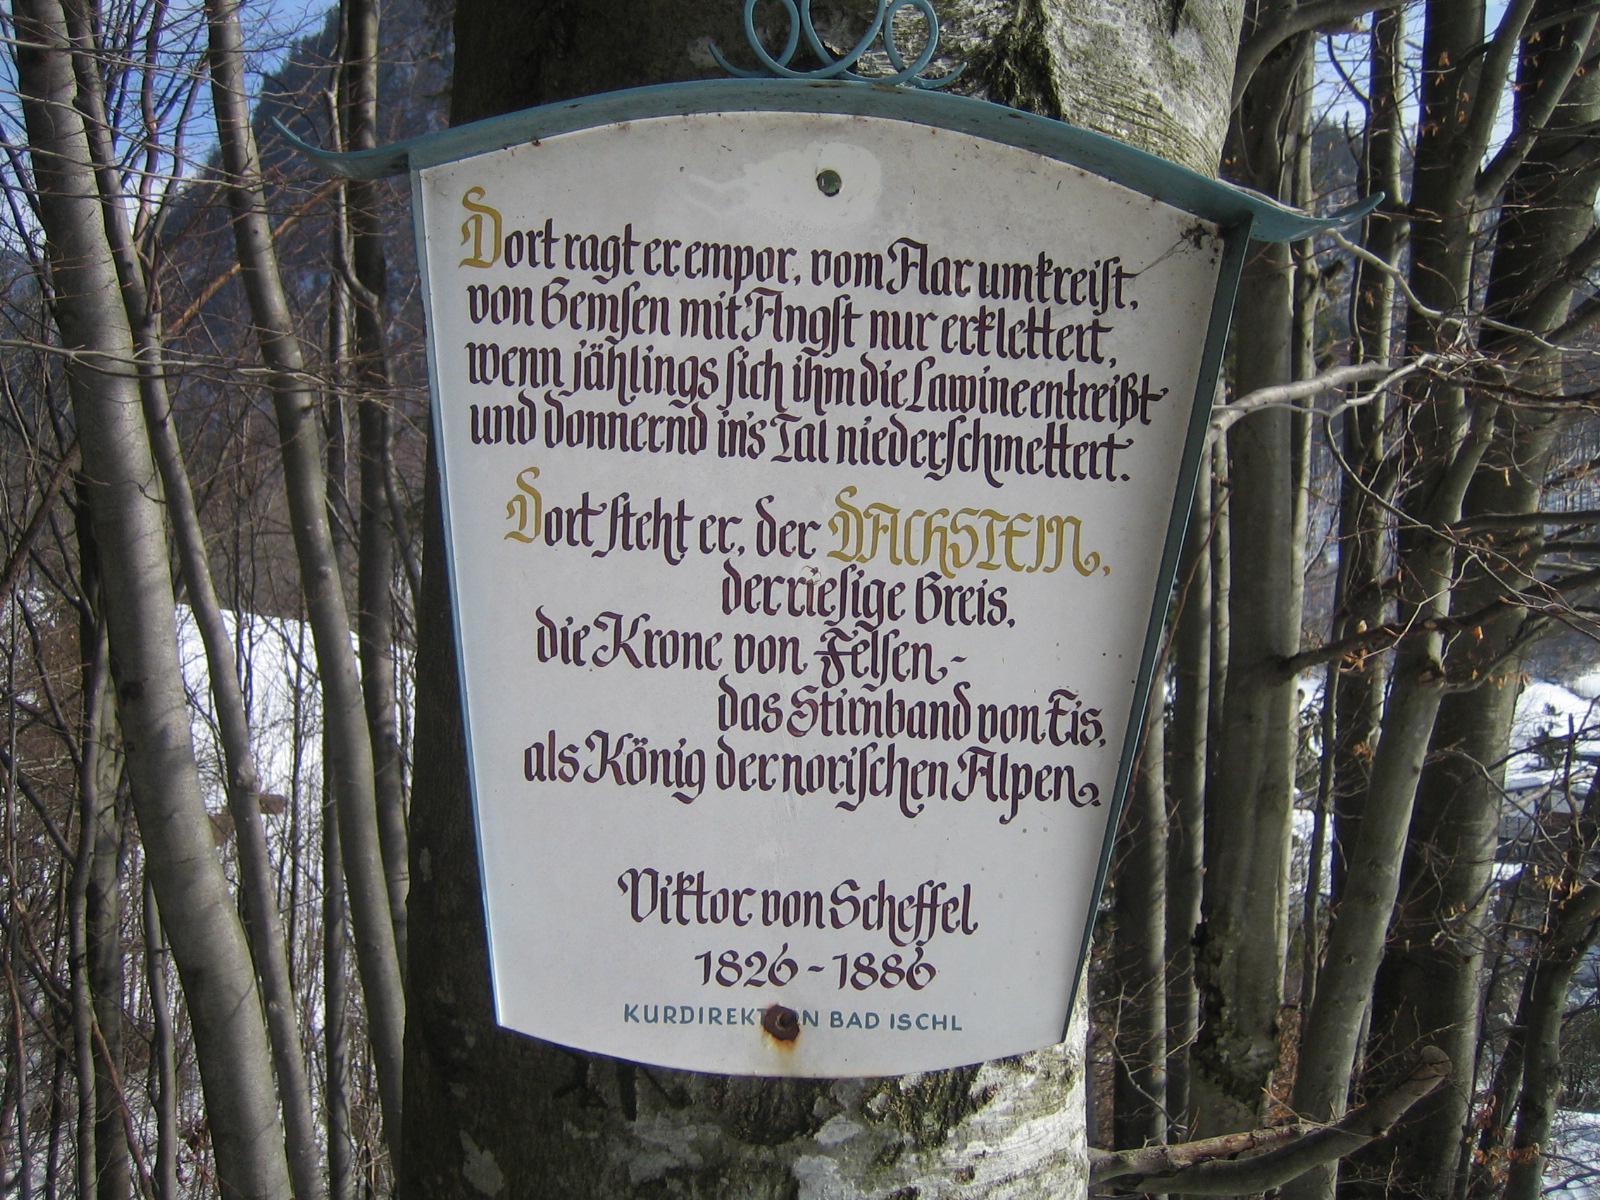 Dort ragt er empor, vom Aar umkreist,
von Gemsen mit Angst nur erklettert,
wenn jählings sich ihm die Lawine entreißt
und donnernd in's Tal niederschmettert.
Dort steht er, der DACHSTEIN,
der riesige Greis,
die Krone von Felsen,-
das Stirnband von Eis,
als König der norischen Alpen.
Viktor von Scheffel
1826 - 1886
KURDIREKTION BAD ISCHL